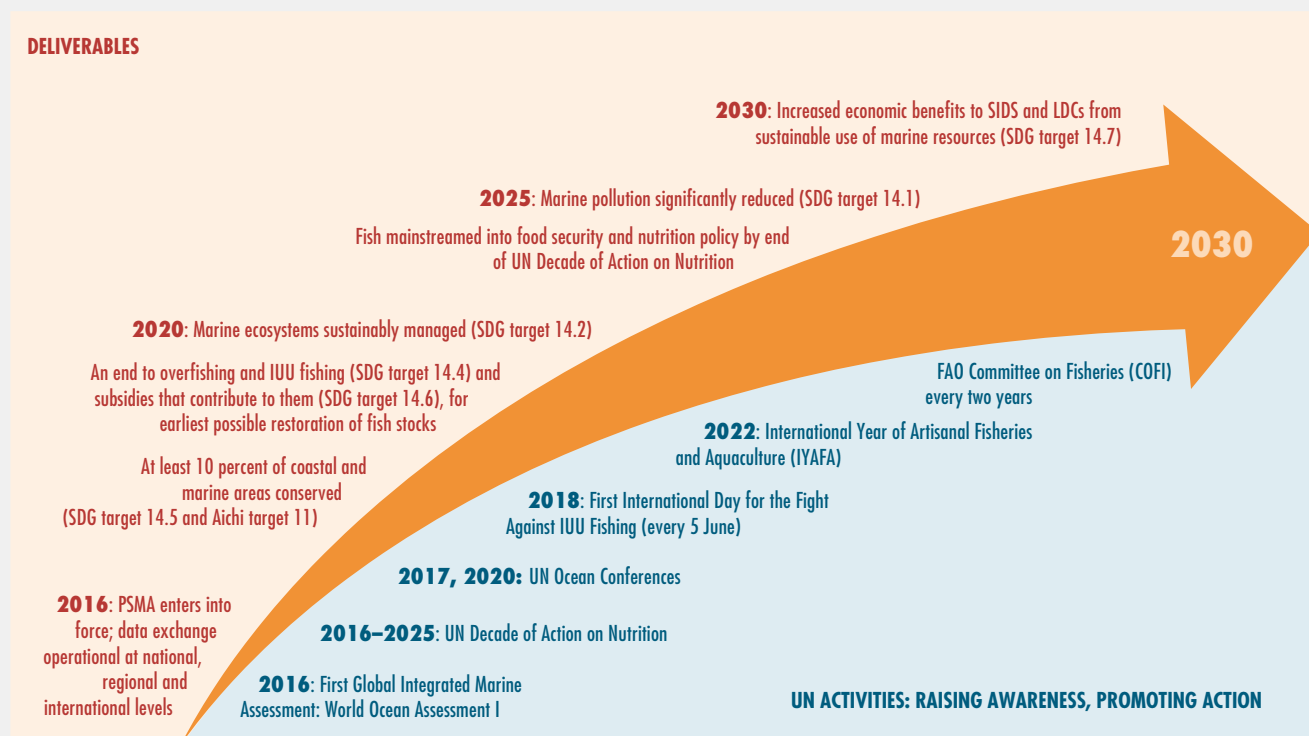 DELIVERABLES
2030: Increased economic benefits to SIDS and LDCs from
sustainable use of marine resources (SDG target 14.7)
2025: Marine pollution significantly reduced (SDG target 14.1)
Fish mainstreamed into food security and nutrition policy by end
of UN Decade of Action on Nutrition
2030
2020: Marine ecosystems sustainably managed (SDG target 14.2)
An end to overfishing and IUU fishing (SDG target 14.4) and
subsidies that contribute to them (SDG target 14.6), for
earliest possible restoration of fish stocks
At least 10 percent of coastal and
marine areas conserved
(SDG target 14.5 and Aichi target 11)
2016: PSMA enters into
force; data exchange
operational at national,
regional and
international levels
FAO Committee on Fisheries (COFI)
every two years
2022: International Year of Artisanal Fisheries
and Aquaculture (IYAFA)
2018: First International Day for the Fight
Against IUU Fishing (every 5 June)
2017, 2020: UN Ocean Conferences
2016–2025: UN Decade of Action on Nutrition
2016: First Global Integrated Marine
Assessment: World Ocean Assessment I
UN ACTIVITIES: RAISING AWARENESS, PROMOTING ACTION